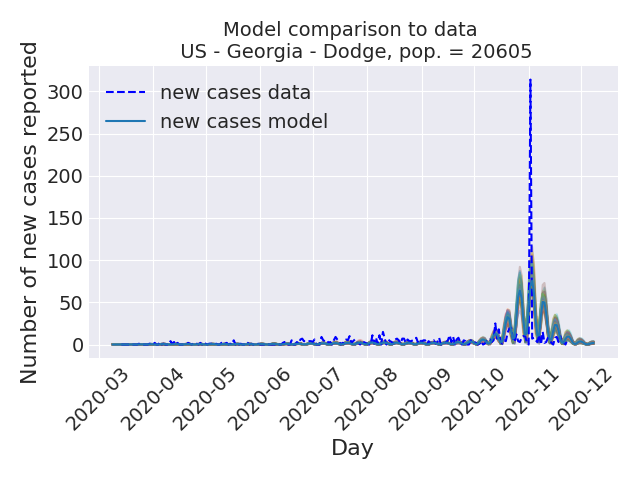 Model comparison to data
US - Georgia - Dodge, pop. = 20605
Number of new cases reported
300
250
200
150
100
50
0
new cases data
new cases model
2020-03
2020-04
2020-05
2020-06
2020-07
2020-08
2020-09
2020-10
2020-11
2020-12
Day